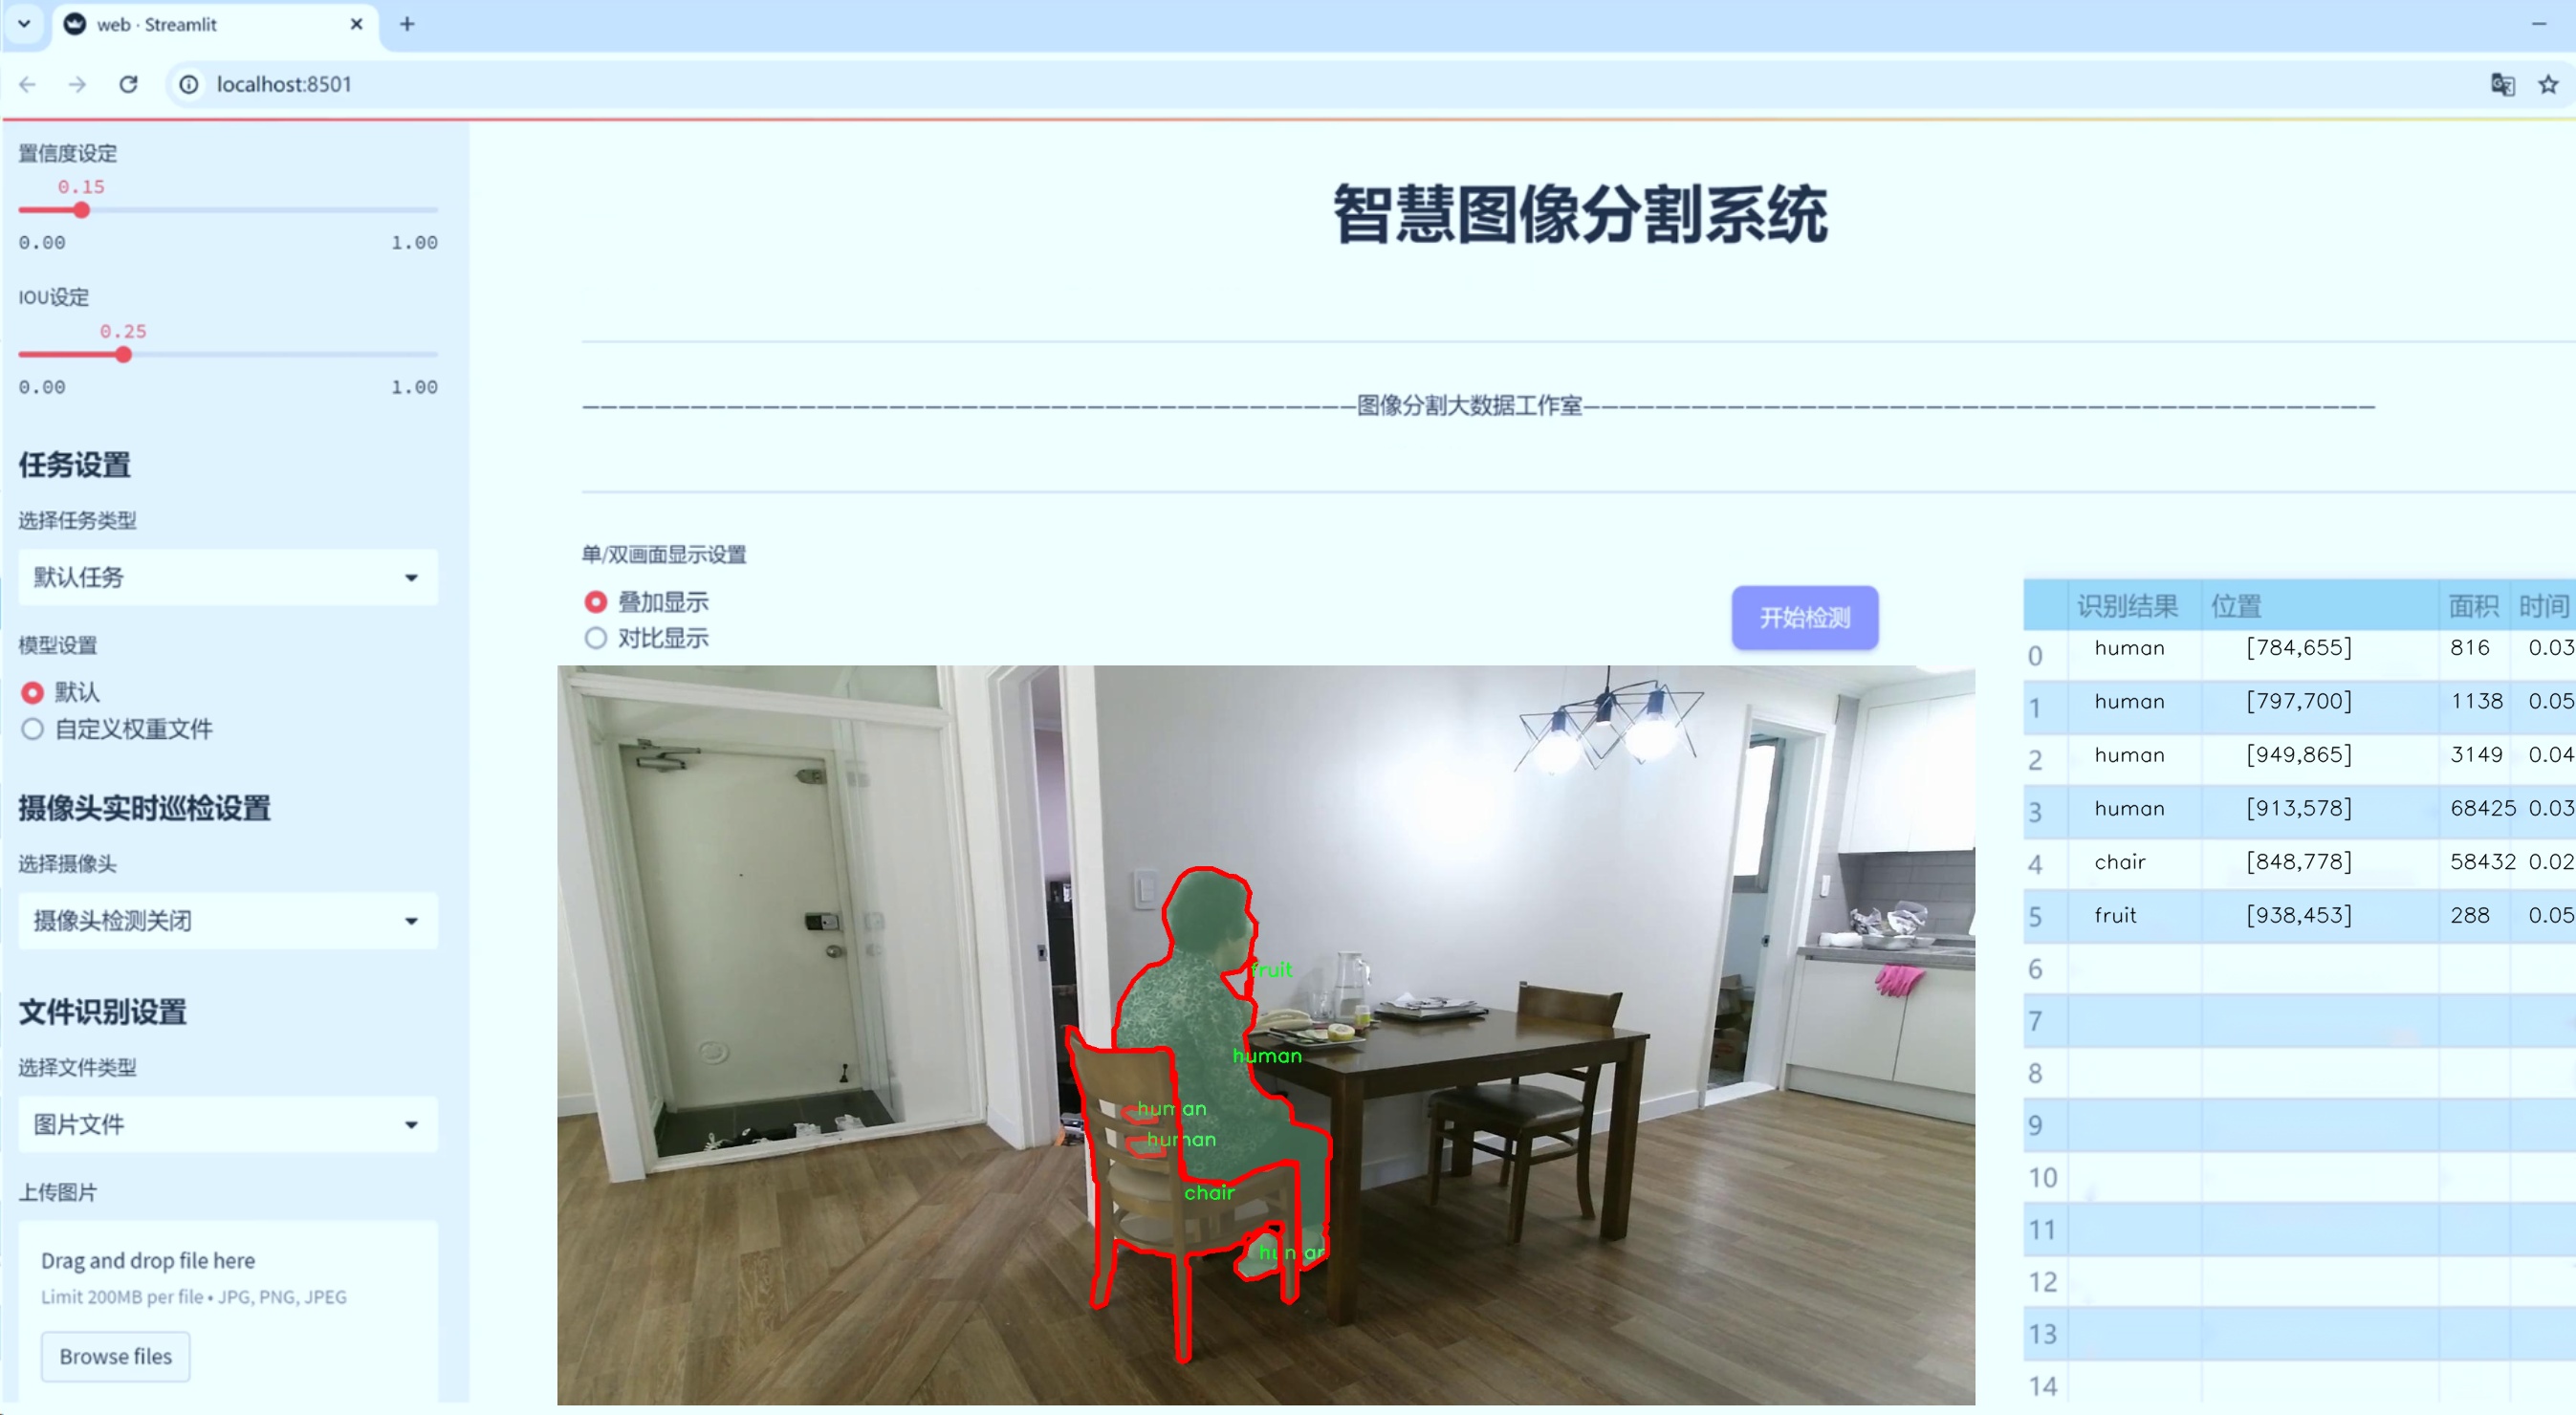 web · Streamlit
localhost:8501
置信度设定
0.15
0.00 1.00
IOU设定
0.25
0.00 1.00
任务设置
选择任务类型
默认任务
模型设置
默认
自定义权重文件
摄像头实时巡检设置
选择摄像头
摄像头检测关闭
文件识别设置
选择文件类型
图片文件
上传图片
Drag and drop file here
Limit 200MB per file • JPG, PNG, JPEG
Browse files
智慧图像分割系统
———————————————————————————————————————————图像分割大数据工作室————————————————————————————————————————————
单/双画面显示设置
叠加显示
对比显示
开始检测
fruit
human
human
human
chair
human
识别结果 位置 面积 时间
0 human [784,655] 816 0.03
1 human [797,700] 1138 0.05
2 human [949,865] 3149 0.04
3 human [913,578] 68425 0.03
4 chair [848,778] 58432 0.02
5 fruit [938,453] 288 0.05
6
7
8
9
10
11
12
13
14